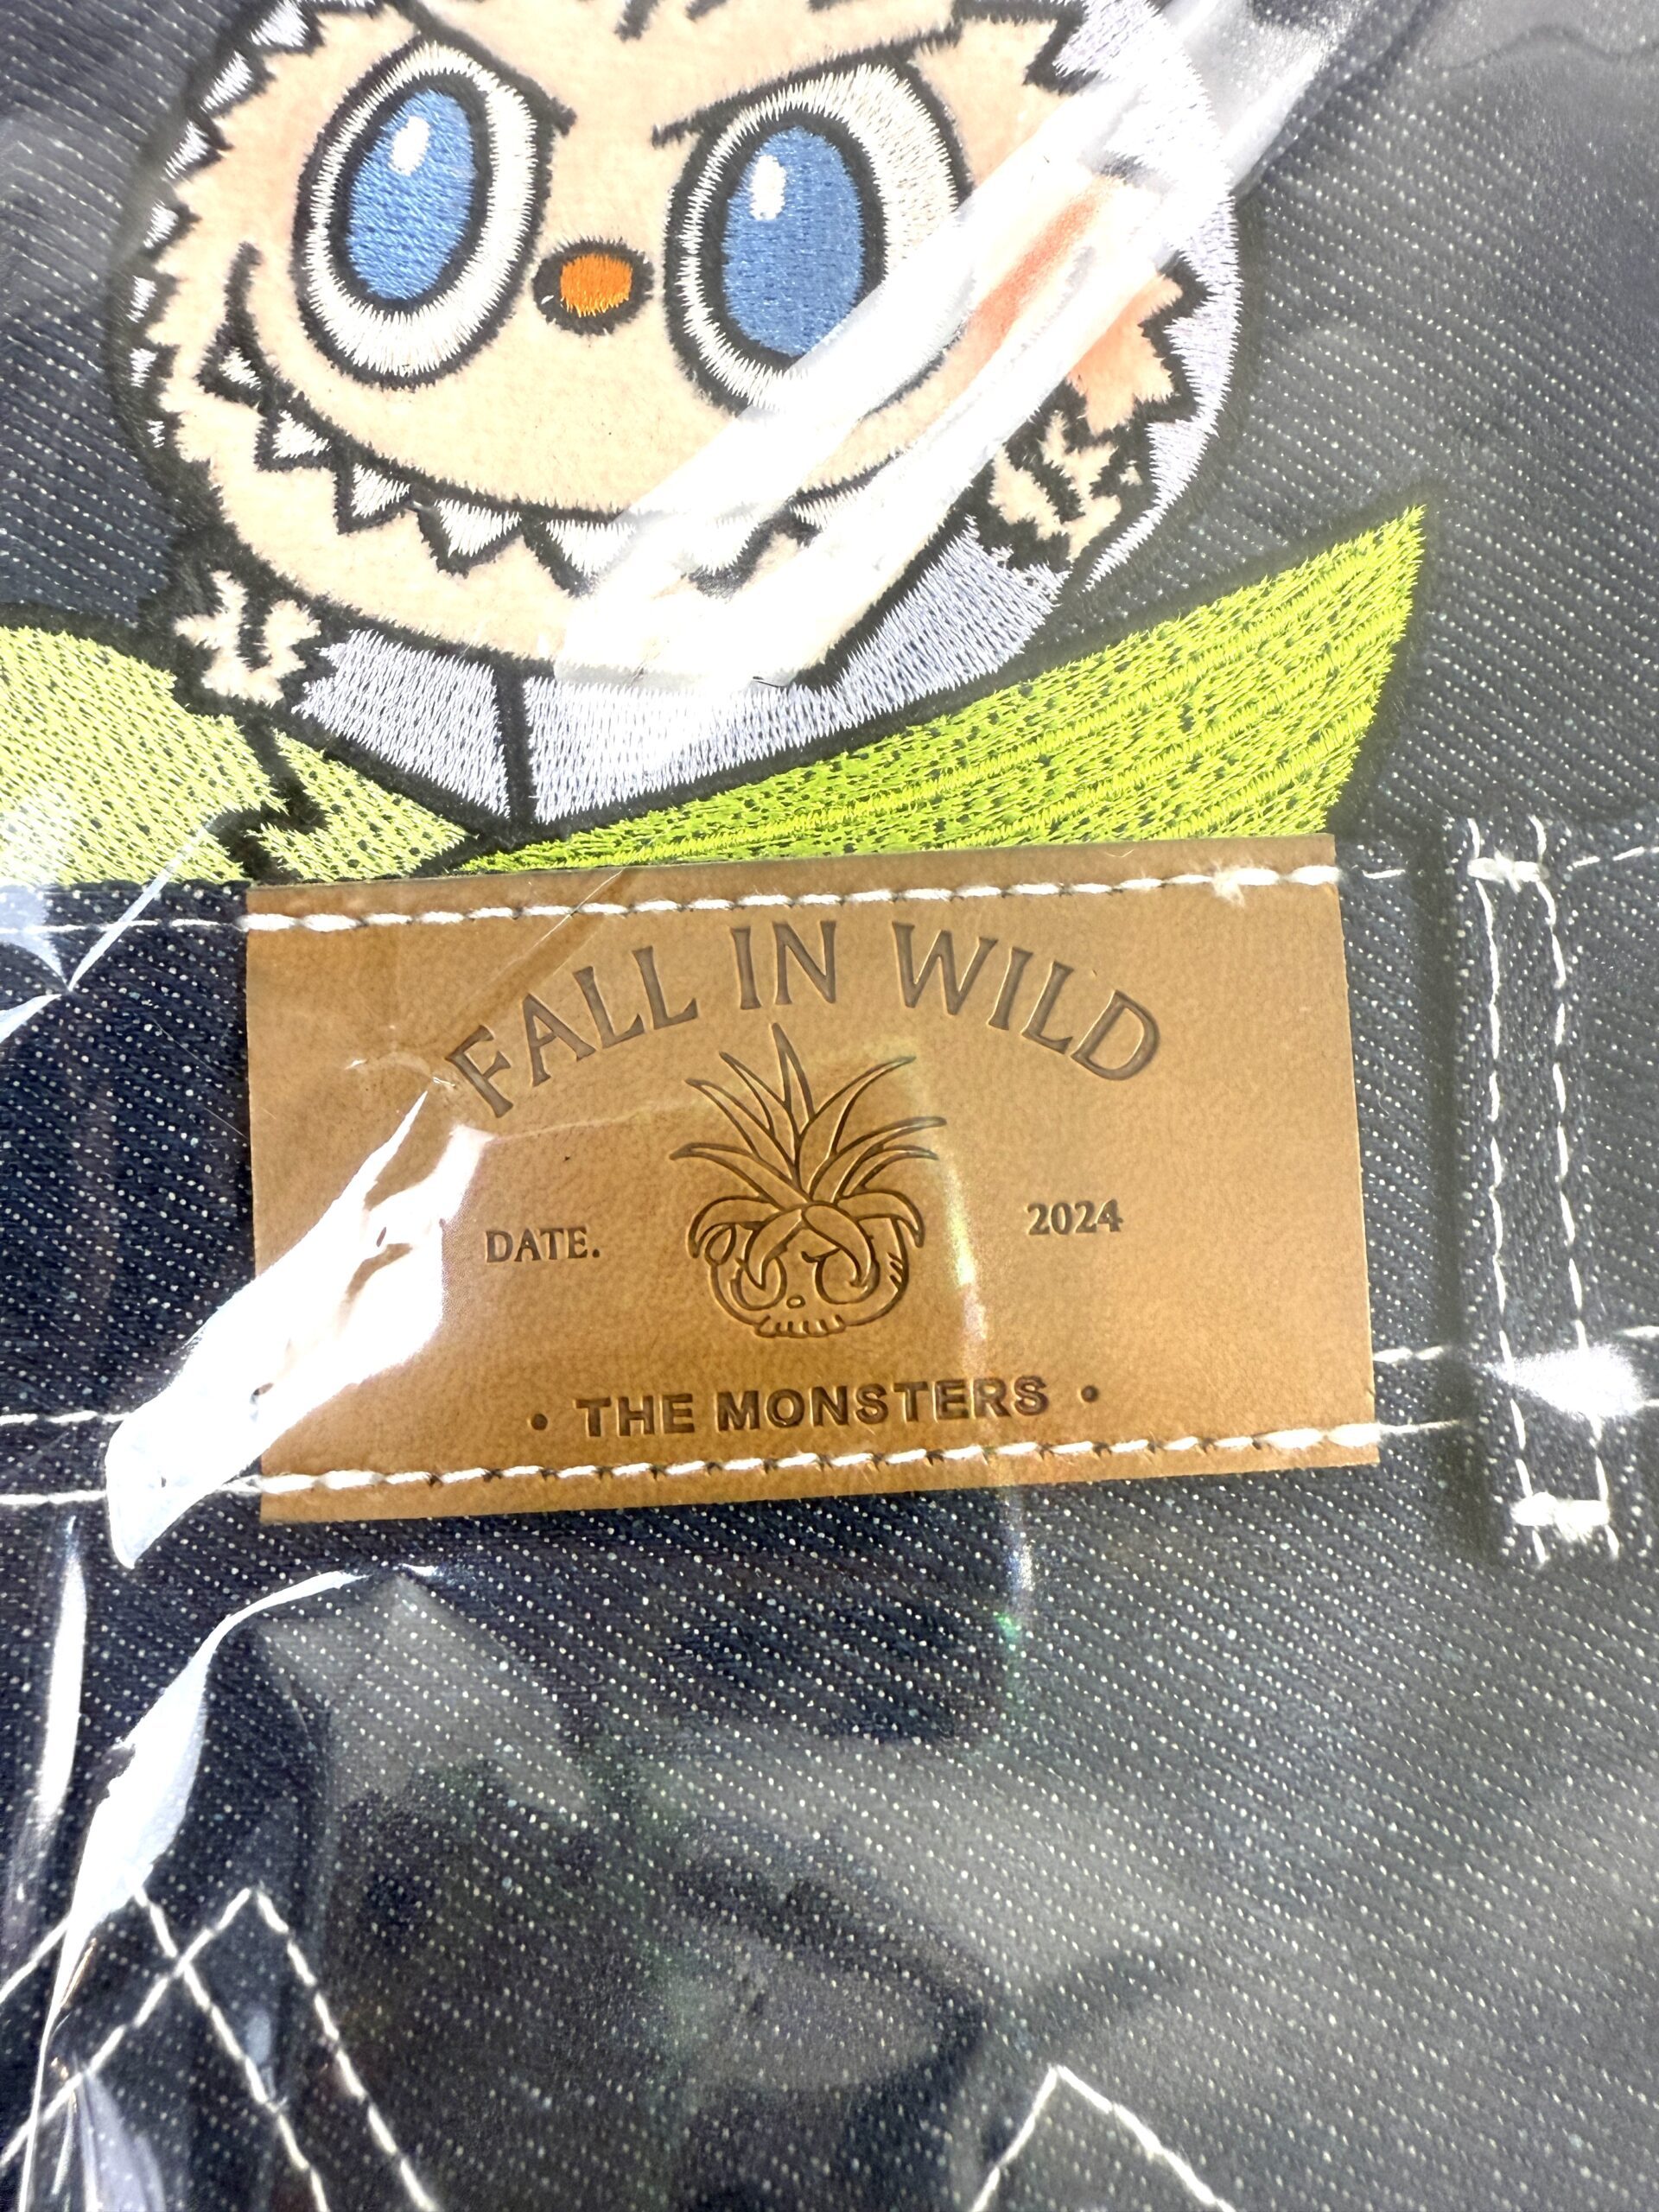 FALL IN WILD
DATE. 2024
• THE MONSTERS •